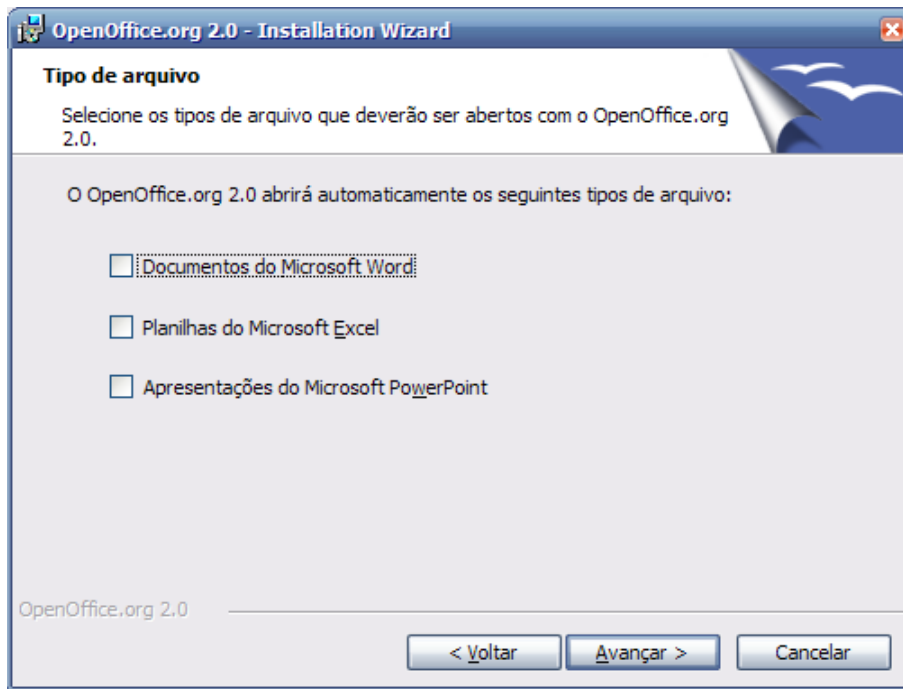 OpenOffice.org 2.0 - Installation Wizard
Tipo de arquivo
Selecione os tipos de arquivo que deverão ser abertos com o OpenOffice.org
2.0.
O OpenOffice.org 2.0 abrirá automaticamente os seguintes tipos de arquivo:
Documentos do Microsoft Word
Planilhas do Microsoft Excel
Apresentações do Microsoft PowerPoint
OpenOffice.org 2.0
< Voltar
Avançar >
Cancelar